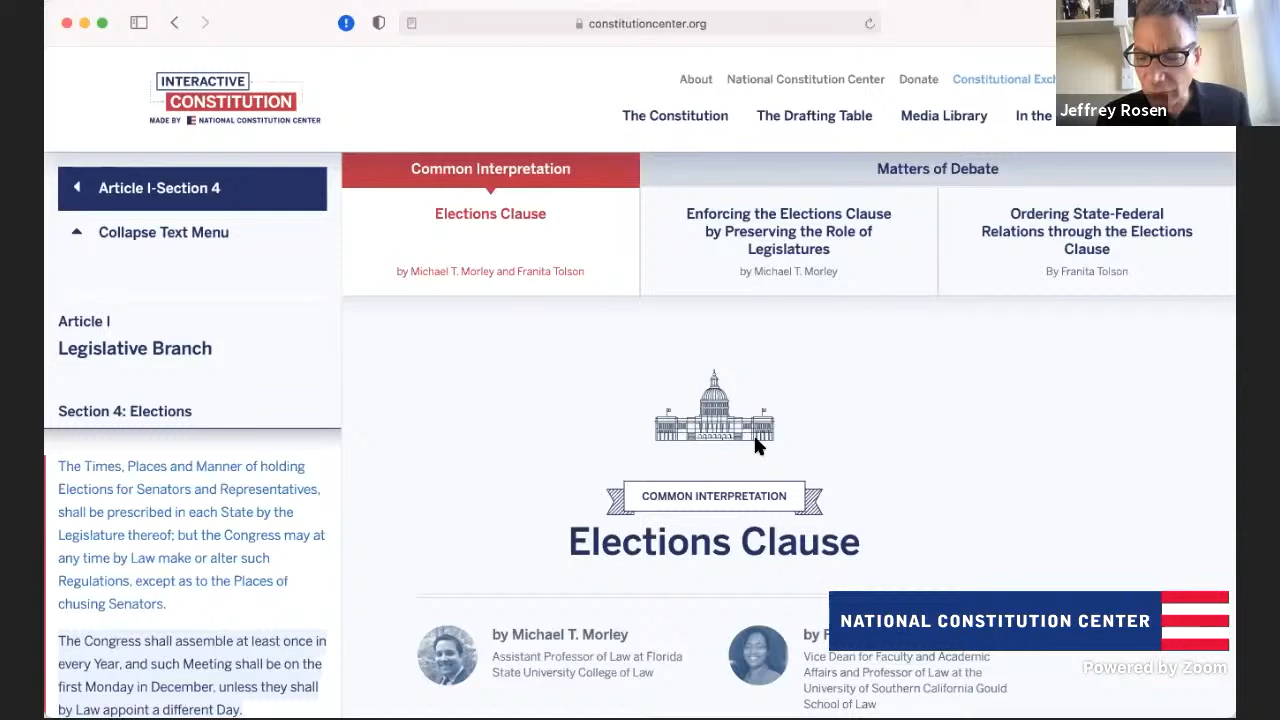 constitutioncenter.org
INTERACTIVE
CONSTITUTION
MADE BY NATIONAL CONSTITUTION CENTER
About National Constitution Center Donate Constitutional Exch
The Constitution The Drafting Table Media Library In the
Jeffrey Rosen
Article I-Section 4
Collapse Text Menu
Article I
Legislative Branch
Section 4: Elections
The Times, Places and Manner of holding
Elections for Senators and Representatives,
shall be prescribed in each State by the
Legislature thereof; but the Congress may at
any time by Law make or alter such
Regulations, except as to the Places of
chusing Senators.
The Congress shall assemble at least once in
every Year, and such Meeting shall be on the
first Monday in December, unless they shall
by Law appoint a different Day.
Common Interpretation
Elections Clause
by Michael T. Morley and Franita Tolson
Matters of Debate
Enforcing the Elections Clause
by Preserving the Role of
Legislatures
by Michael T. Morley
Ordering State-Federal
Relations through the Elections
Clause
By Franita Tolson
COMMON INTERPRETATION
Elections Clause
by Michael T. Morley
Assistant Professor of Law at Florida
State University College of Law
by F
Vice Dean for Faculty and Academic
Affairs and Professor of Law at the
University of Southern California Gould
School of Law
NATIONAL CONSTITUTION CENTER
Powered by Zoom